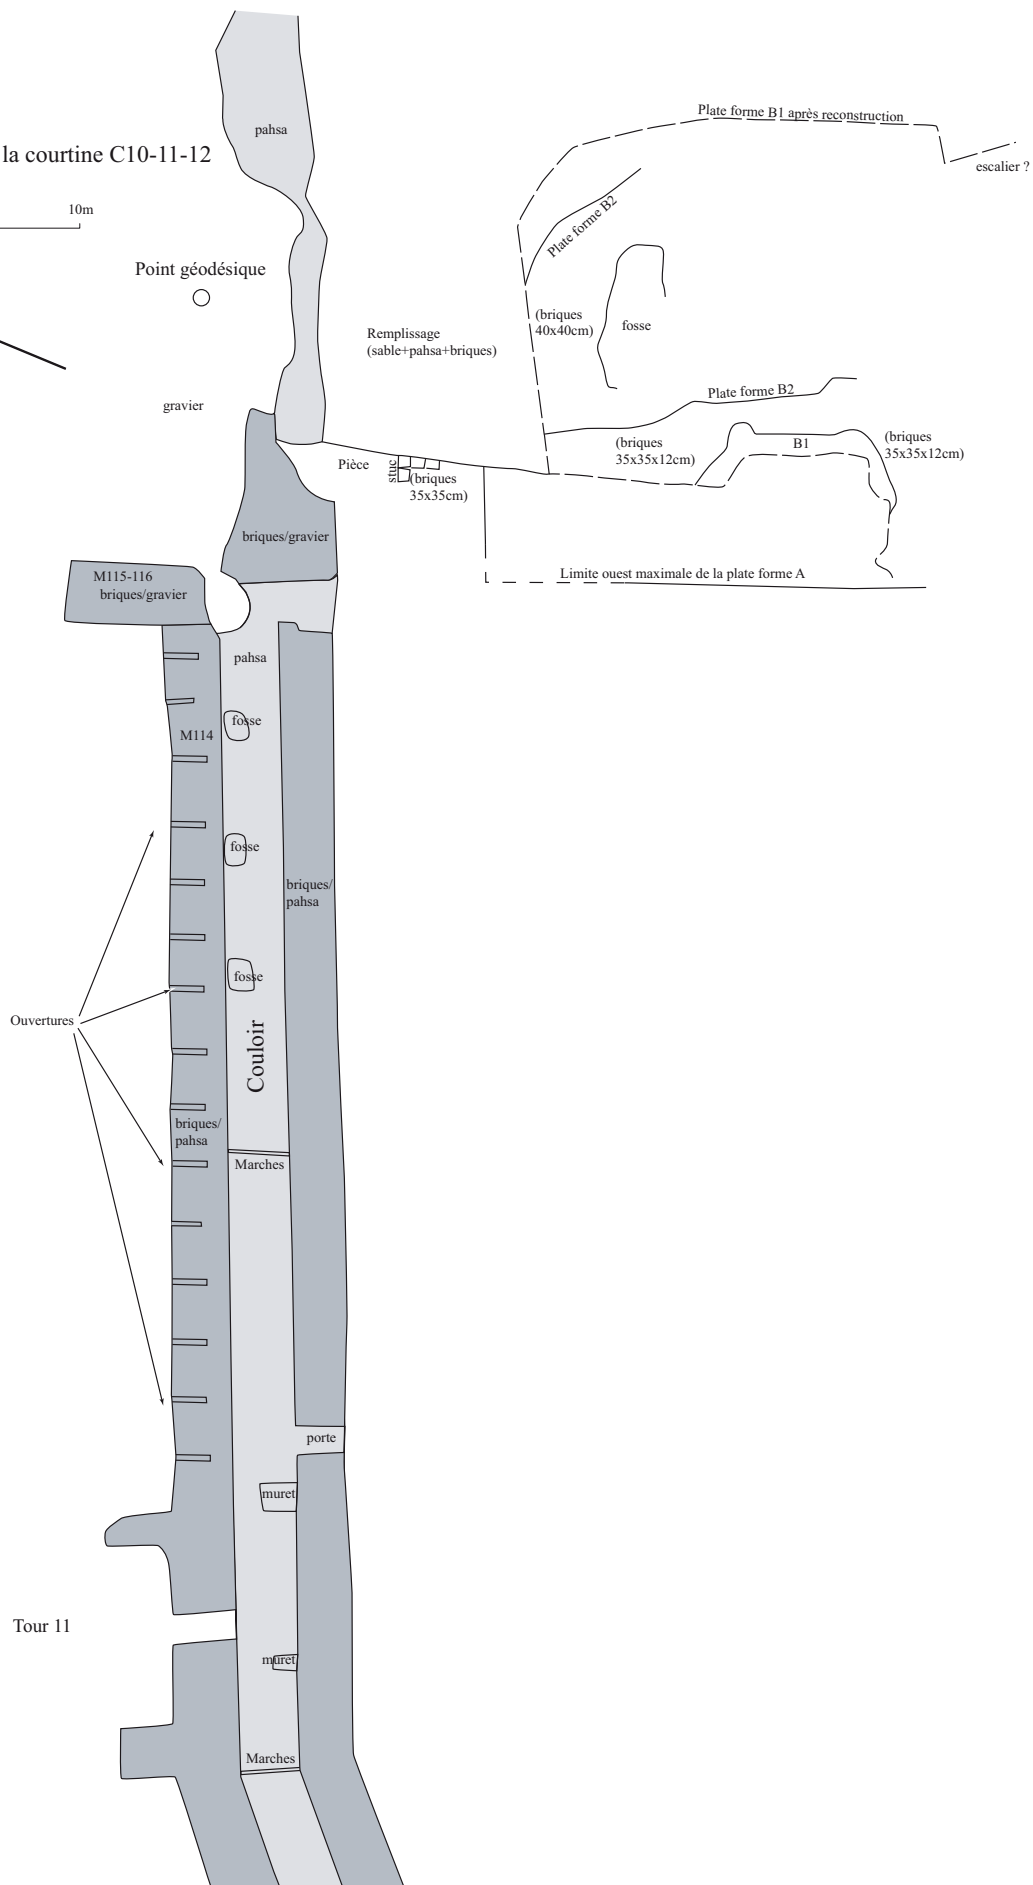 Plate forme B1 après reconstruction
pahsa
la courtine C10-11-12
escalier ?
10m
Plate forme B2
Point géodésique
(briques
40x40cm)
fosse
Remplissage
(sable+pahsa+briques)
Plate forme B2
gravier
(briques
35x35x12cm)
B1
(briques
35x35x12cm)
Pièce
stuc
(briques
35x35cm)
briques/gravier
M115-116
briques/gravier
Limite ouest maximale de la plate forme A
pahsa
fosse
M114
fosse
briques/
pahsa
fosse
Ouvertures
Couloir
briques/
pahsa
Marches
porte
muret
Tour 11
muret
Marches